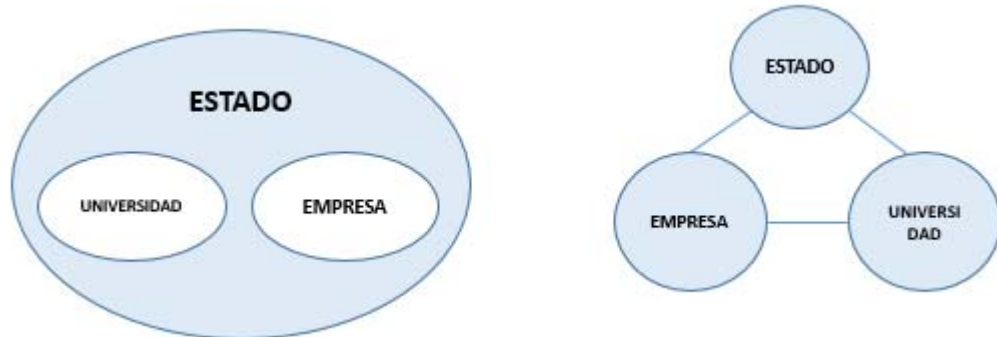 ESTADO
UNIVERSIDAD
EMPRESA
ESTADO
EMPRESA
UNIVERSI
DAD